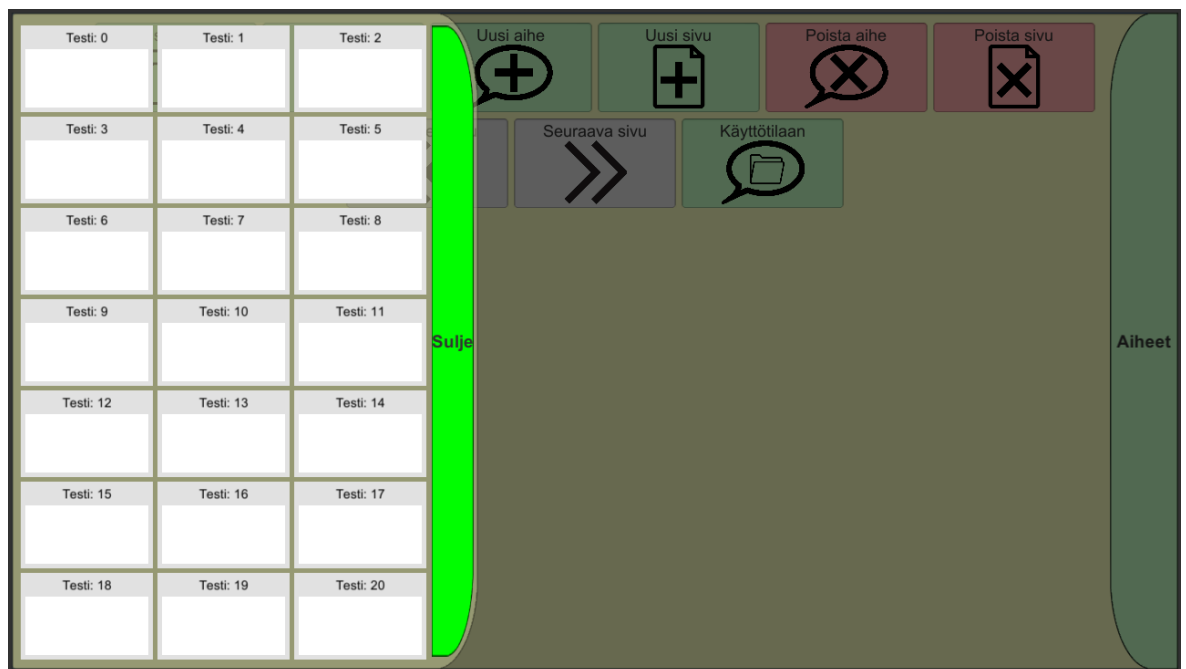 Testi: 0
Testi: 1
Testi: 2
Uusi aihe
Uusi sivu
Poista aihe
Poista sivu
Testi: 3
Testi: 4
Testi: 5
Seuraava sivu
Käyttötilaan
Testi: 6
Testi: 7
Testi: 8
Testi: 9
Testi: 10
Testi: 11
Sulje
Aiheet
Testi: 12
Testi: 13
Testi: 14
Testi: 15
Testi: 16
Testi: 17
Testi: 18
Testi: 19
Testi: 20